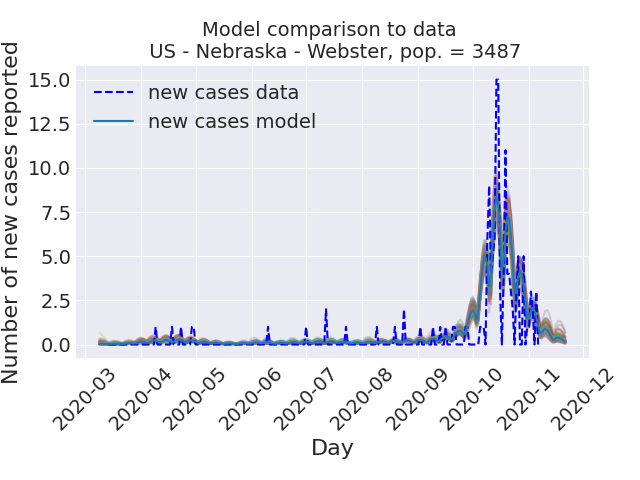 Model comparison to data
US - Nebraska - Webster, pop. = 3487
Number of new cases reported
15.0
12.5
10.0
7.5
5.0
2.5
0.0
new cases data
new cases model
2020-03
2020-04
2020-05
2020-06
2020-07
2020-08
2020-09
2020-10
2020-11
2020-12
Day